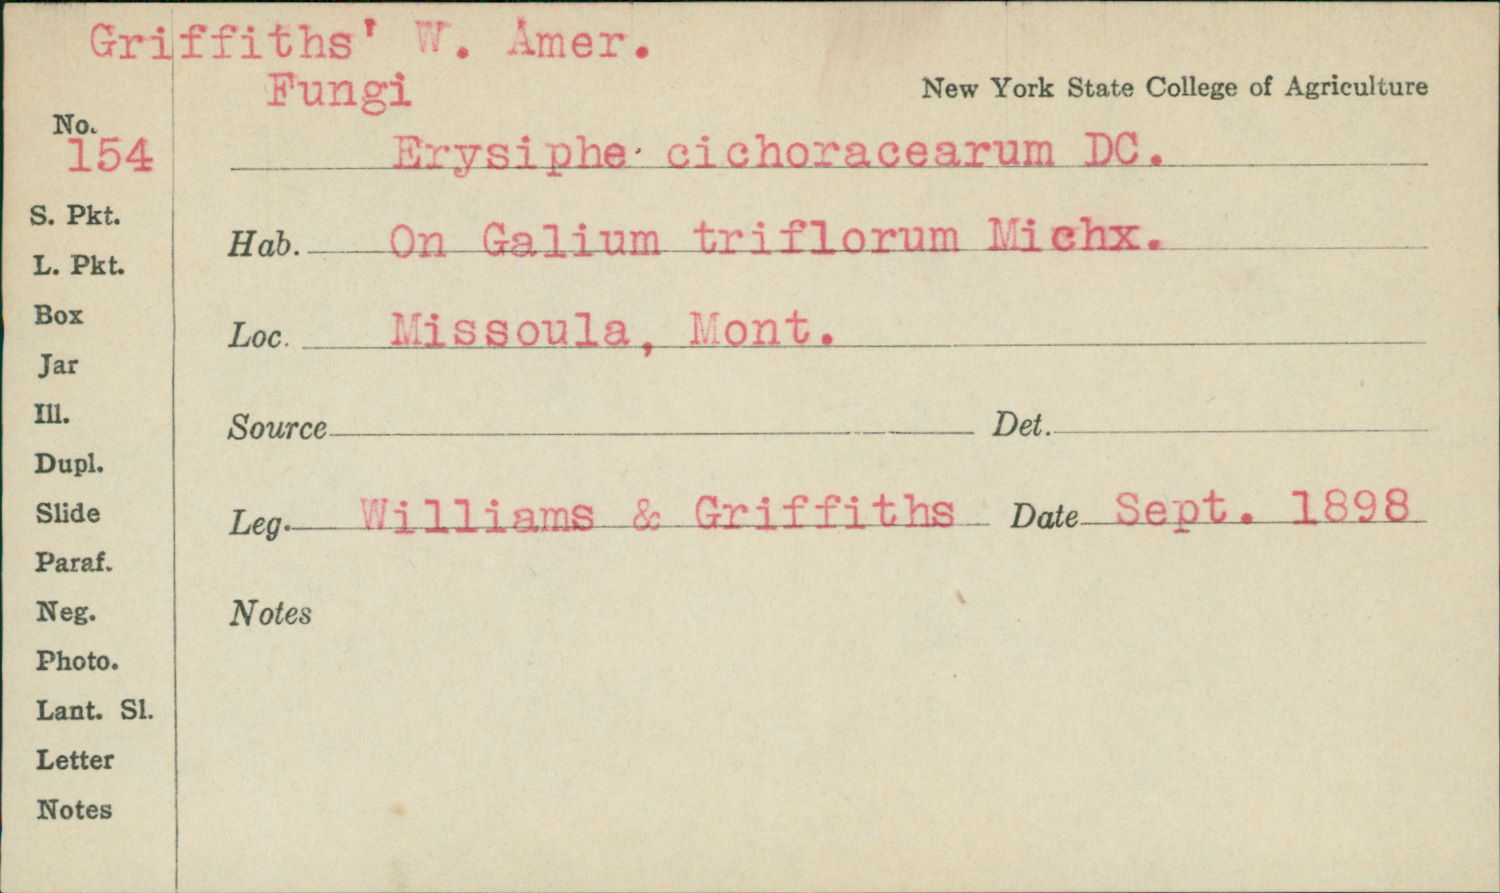 Griffiths' W. Amer.
Fungi
New York State College of Agriculture
No.
154
Erysiphe cichoracearum DC.
S. Pkt.
Hab. On Galium triflorum Michx.
L. Pkt.
Box
Loc. Missoula, Mont.
Jar
Ill.
Source Det.
Dupl.
Slide
Leg. Williams & Griffiths Date Sept. 1898
Paraf.
Neg.
Notes
Photo.
Lant. Sl.
Letter
Notes